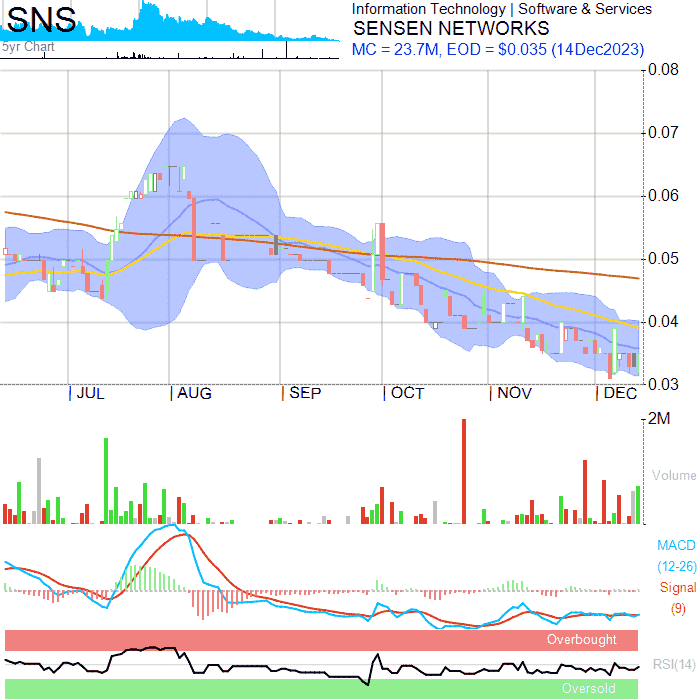 SNS
5yr Chart
Information Technology | Software & Services
SENSEN NETWORKS
MC = 23.7M, EOD = $0.035 (14Dec2023)
0.08
0.07
0.06
0.05
0.04
0.03
JUL AUG SEP OCT NOV DEC
2M
Volume
MACD
(12-26)
Signal
(9)
Overbought
RSI(14)
Oversold